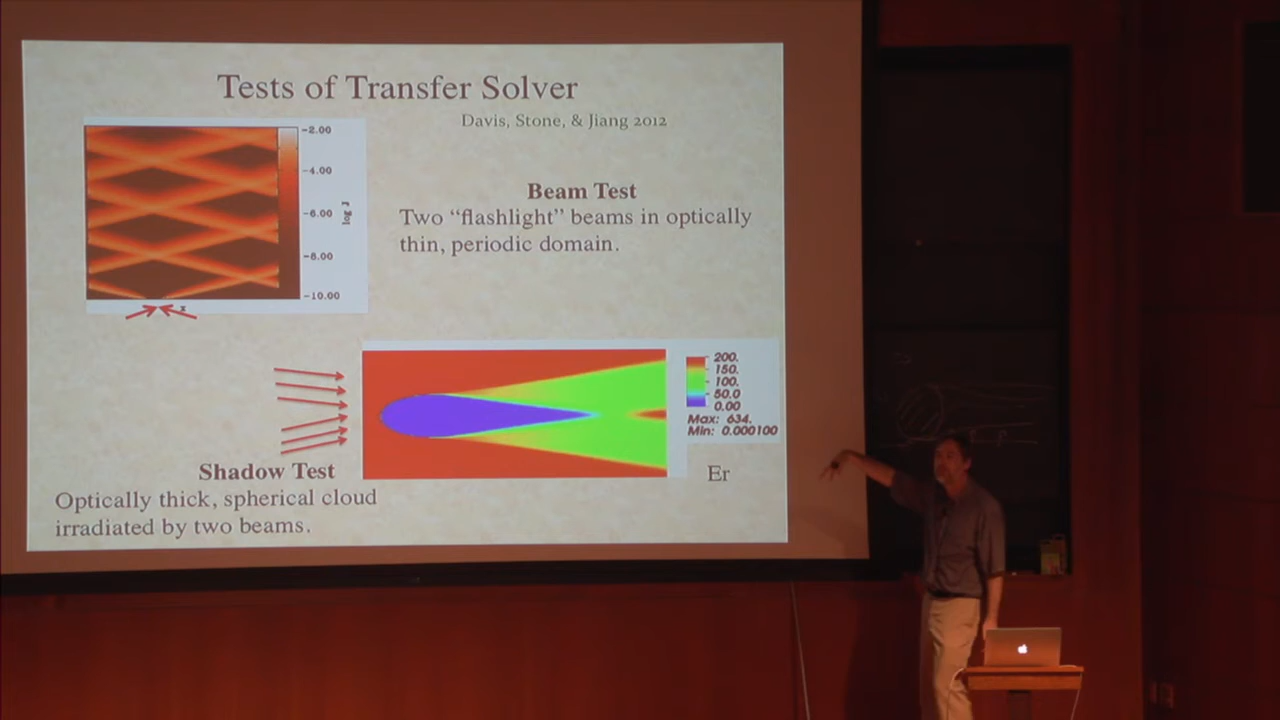 Tests of Transfer Solver
Davis, Stone, & Jiang 2012
-2.00
-4.00
-6.00
-8.00
-10.00
log J
x
Beam Test
Two “flashlight” beams in optically
thin, periodic domain.
200.
150.
100.
50.0
0.00
Max: 634.
Min: 0.000100
Er
Shadow Test
Optically thick, spherical cloud
irradiated by two beams.